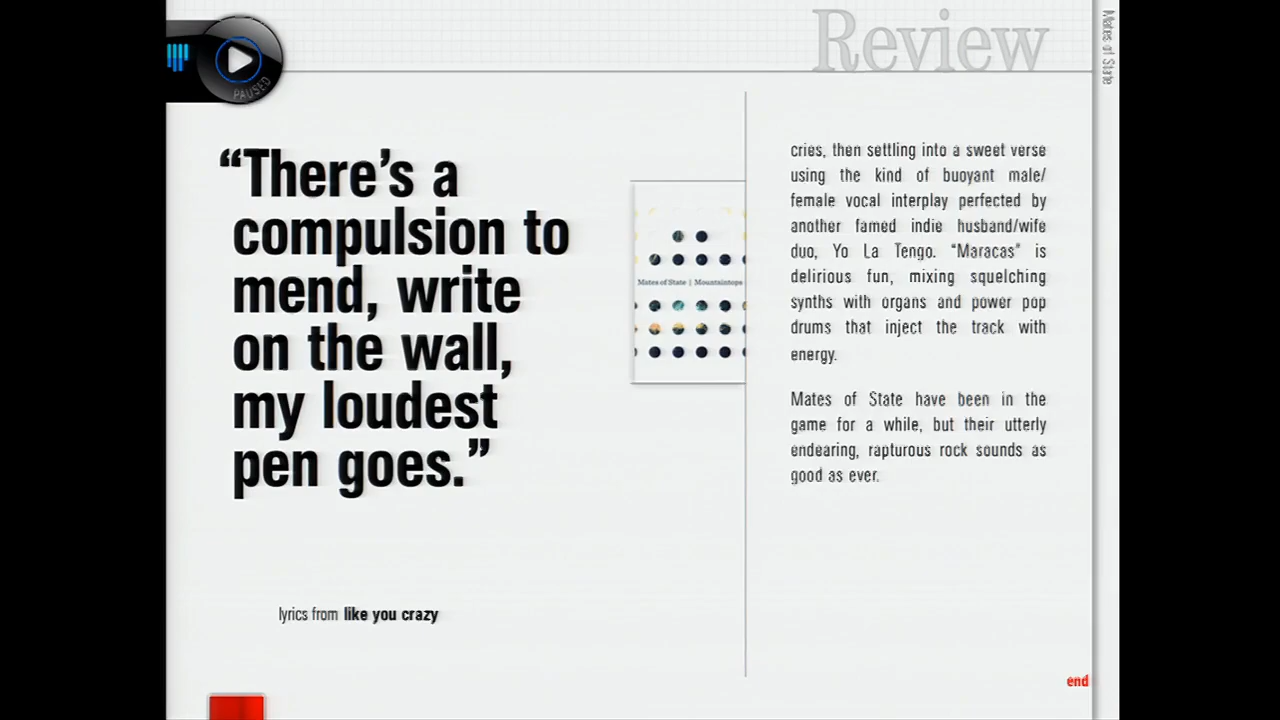 PAUSED
Review
Mates of State
“There’s a
compulsion to
mend, write
on the wall,
my loudest
pen goes.”
lyrics from like you crazy
Mates of State | Mountaintops
cries, then settling into a sweet verse
using the kind of buoyant male/
female vocal interplay perfected by
another famed indie husband/wife
duo, Yo La Tengo. “Maracas” is
delirious fun, mixing squelching
synths with organs and power pop
drums that inject the track with
energy.
Mates of State have been in the
game for a while, but their utterly
endearing, rapturous rock sounds as
good as ever.
end